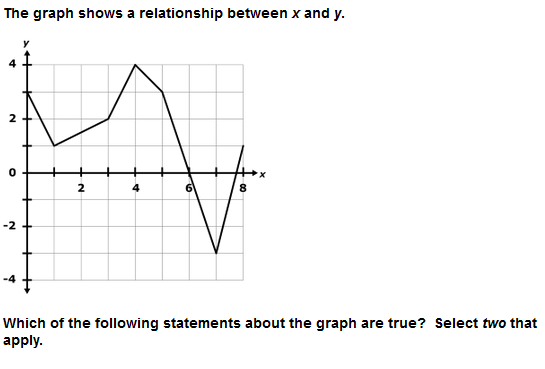 The graph shows a relationship between x and y.
y
4
2
0
-2
-4
2 4 6 8 x
Which of the following statements about the graph are true? Select two that
apply.